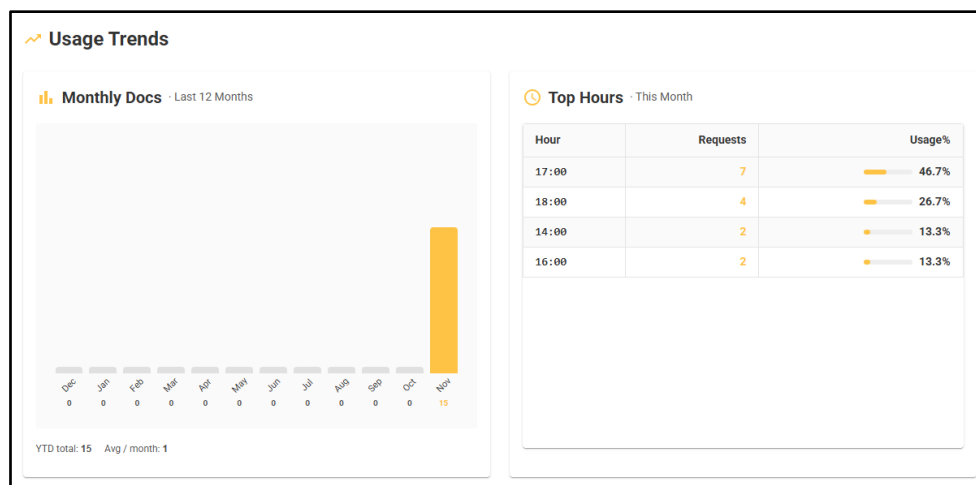 Usage Trends
Monthly Docs · Last 12 Months
Dec Jan Feb Mar Apr May Jun Jul Aug Sep Oct Nov
0 0 0 0 0 0 0 0 0 0 0 15
YTD total: 15 Avg / month: 1
Top Hours · This Month
Hour Requests Usage%
17:00 7 46.7%
18:00 4 26.7%
14:00 2 13.3%
16:00 2 13.3%